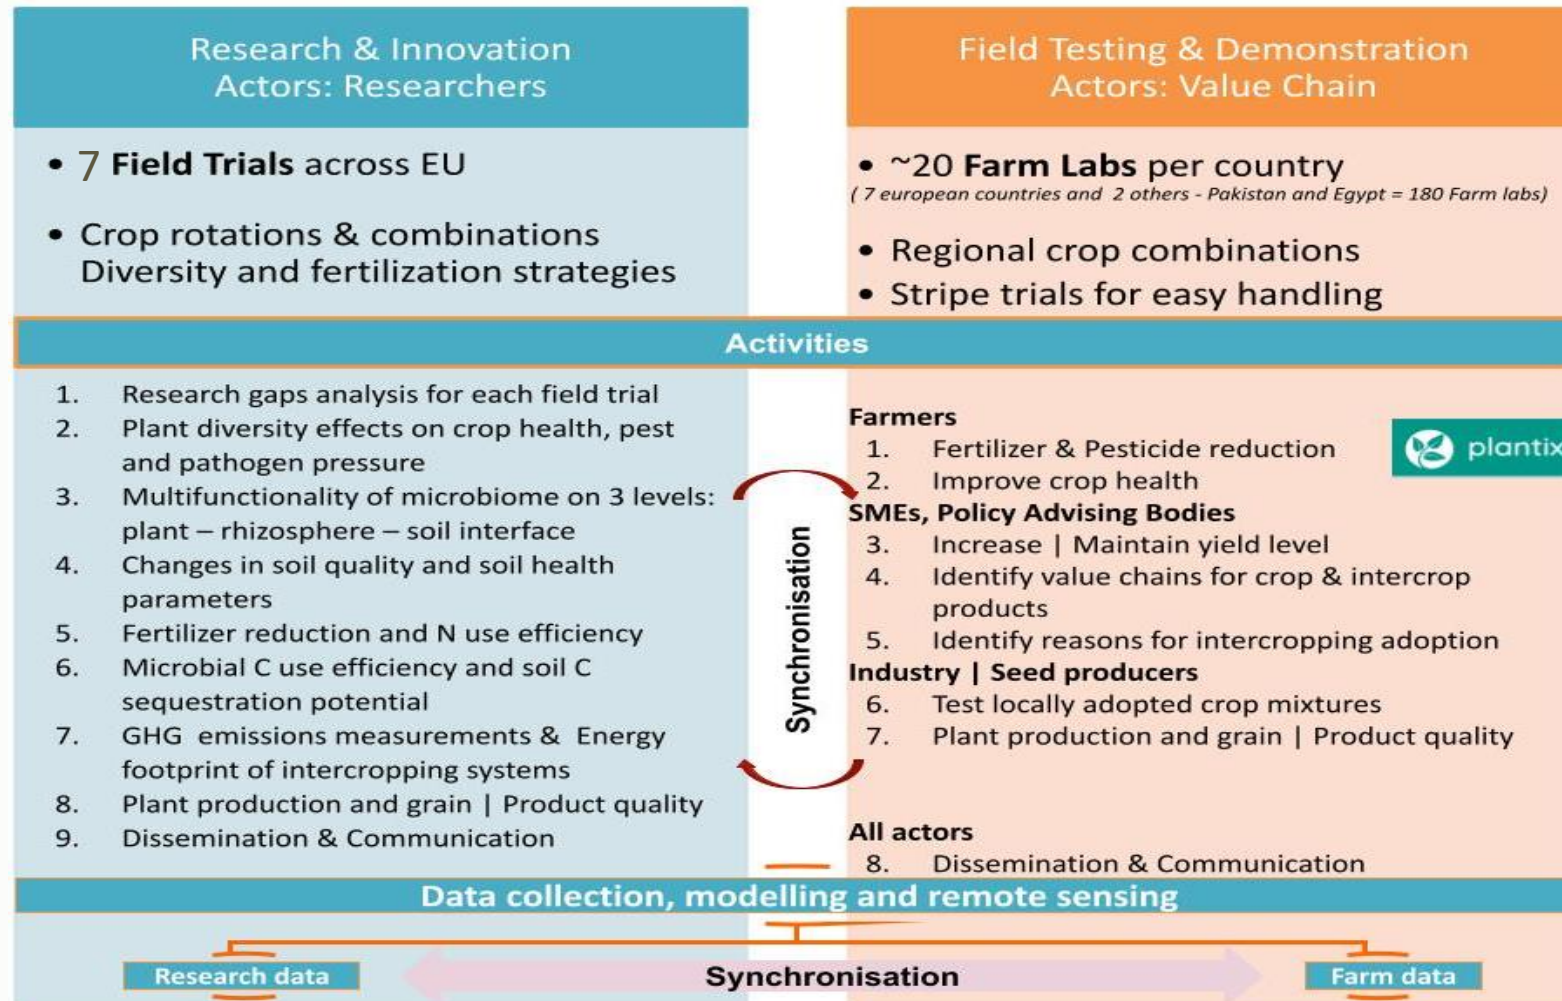 Research & Innovation
Actors: Researchers
• 7 Field Trials across EU
• Crop rotations & combinations
Diversity and fertilization strategies
Field Testing & Demonstration
Actors: Value Chain
• ~20 Farm Labs per country
( 7 european countries and 2 others - Pakistan and Egypt = 180 Farm labs)
• Regional crop combinations
• Stripe trials for easy handling
Activities
1. Research gaps analysis for each field trial
2. Plant diversity effects on crop health, pest
and pathogen pressure
3. Multifunctionality of microbiome on 3 levels:
plant – rhizosphere – soil interface
4. Changes in soil quality and soil health
parameters
5. Fertilizer reduction and N use efficiency
6. Microbial C use efficiency and soil C
sequestration potential
7. GHG emissions measurements & Energy
footprint of intercropping systems
8. Plant production and grain | Product quality
9. Dissemination & Communication
Synchronisation
Farmers
1. Fertilizer & Pesticide reduction
2. Improve crop health
plantix
SMEs, Policy Advising Bodies
3. Increase | Maintain yield level
4. Identify value chains for crop & intercrop
products
5. Identify reasons for intercropping adoption
Industry | Seed producers
6. Test locally adopted crop mixtures
7. Plant production and grain | Product quality
All actors
8. Dissemination & Communication
Data collection, modelling and remote sensing
Research data
Synchronisation
Farm data